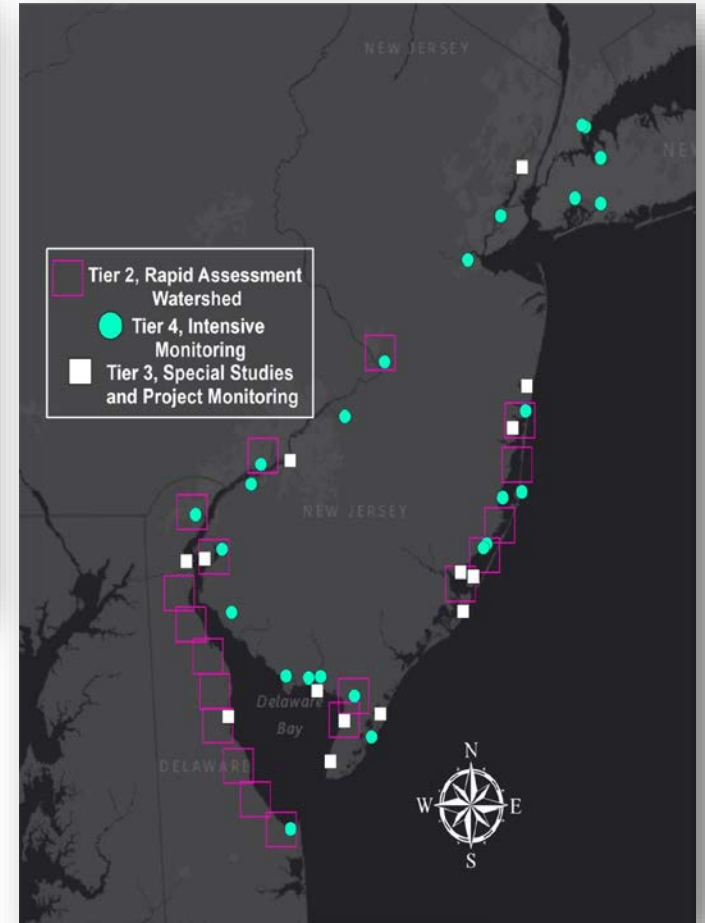 NEW JERSEY
NEW
Tier 2, Rapid Assessment
Watershed
Tier 4, Intensive
Monitoring
Tier 3, Special Studies
and Project Monitoring
NEW JERSEY
Delaware
Bay
DELAWARE
N
W
E
S